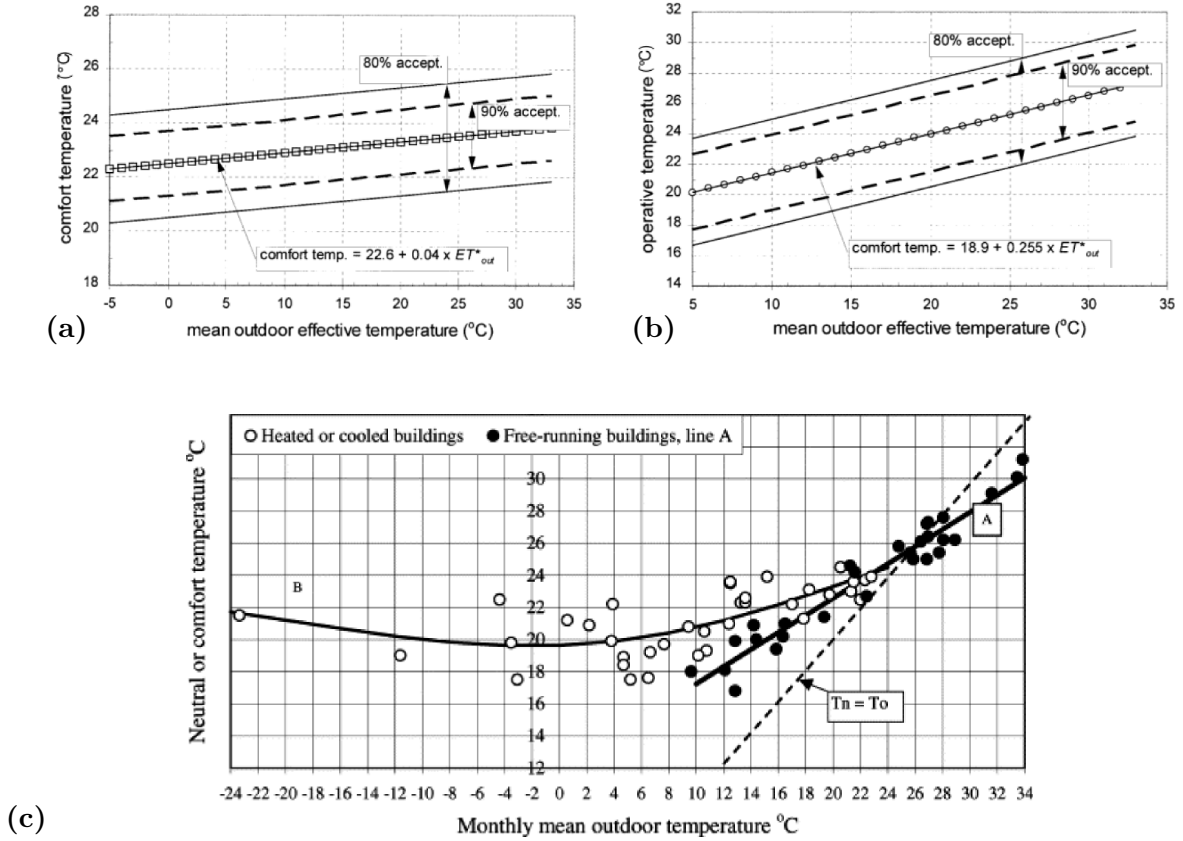 28
26
24
22
20
18
comfort temperature (°C)
80% accept.
90% accept.
comfort temp. = 22.6 + 0.04 x ET*out
-5 0 5 10 15 20 25 30 35
mean outdoor effective temperature (°C)
(a)
32
30
28
26
24
22
20
18
16
14
operative temperature (°C)
80% accept.
90% accept.
comfort temp. = 18.9 + 0.255 x ET*out
5 10 15 20 25 30 35
mean outdoor effective temperature (°C)
(b)
Heated or cooled buildings
Free-running buildings, line A
Neutral or comfort temperature °C
30
28
26
24
22
20
18
16
14
12
A
B
Tn = To
-24 -22 -20 -18 -16 -14 -12 -10 -8 -6 -4 -2 0 2 4 6 8 10 12 14 16 18 20 22 24 26 28 30 32 34
Monthly mean outdoor temperature °C
(c)